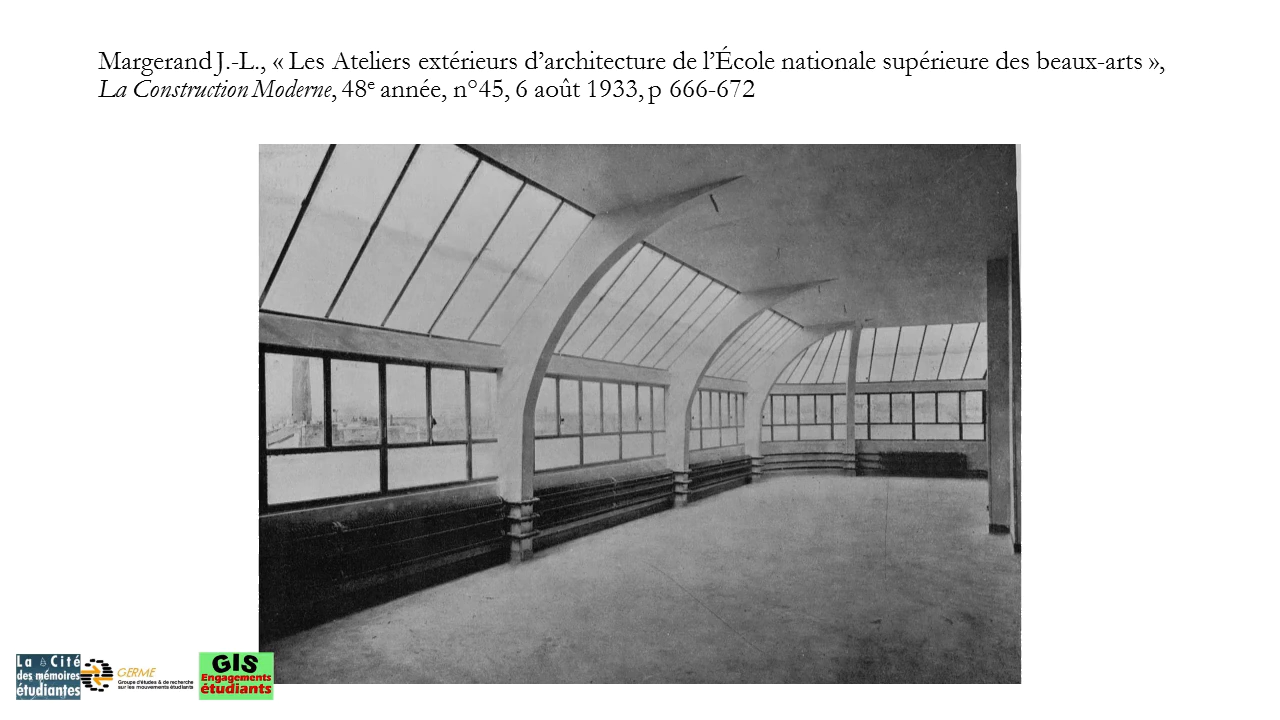 Margerand J.-L., « Les Ateliers extérieurs d’architecture de l’École nationale supérieure des beaux-arts »,
La Construction Moderne, 48e année, n°45, 6 août 1933, p 666-672
La Cité
des mémoires
étudiantes
GERME
Groupe d'études & de recherche
sur les mouvements étudiants
GIS
Engagements
étudiants